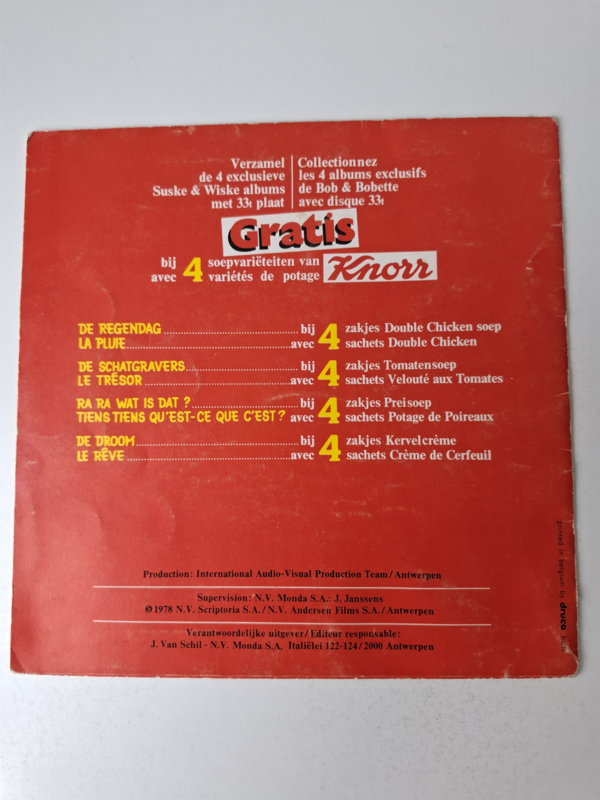 Verzamel
de 4 exclusieve
Suske & Wiske albums
met 33t plaat
Collectionnez
les 4 albums exclusifs
de Bob & Bobette
avec disque 33t
Gratis
bij 4 soepvariëteiten van Knorr
avec variétés de potage
DE REGENDAG bij 4 zakjes Double Chicken soep
LA PLUIE avec sachets Double Chicken
DE SCHATGRAVERS bij 4 zakjes Tomatensoep
LE TRÉSOR avec sachets Velouté aux Tomates
RA RA WAT IS DAT ? bij 4 zakjes Preisoep
TIENS TIENS QU'EST-CE QUE C'EST ? avec sachets Potage de Poireaux
DE DROOM bij 4 zakjes Kervelcrème
LE RÊVE avec sachets Crème de Cerfeuil
Production: International Audio-Visual Production Team/Antwerpen
Supervision: N.V. Monda S.A.: J. Janssens
© 1978 N.V. Scriptoria S.A./N.V. Andersen Films S.A./Antwerpen
Verantwoordelijke uitgever/Editeur responsable:
J. Van Schil - N.V. Monda S.A. Italiëlei 122-124/2000 Antwerpen
printed in belgium by druco